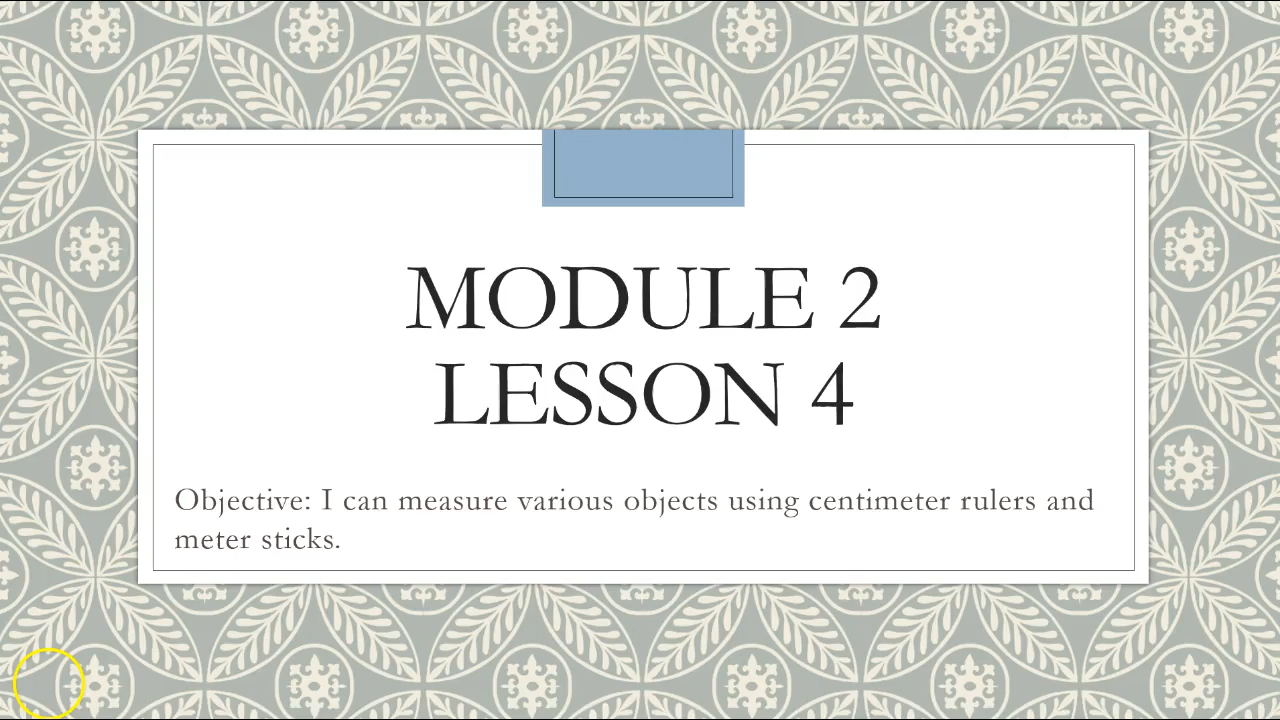 MODULE 2
LESSON 4
Objective: I can measure various objects using centimeter rulers and
meter sticks.